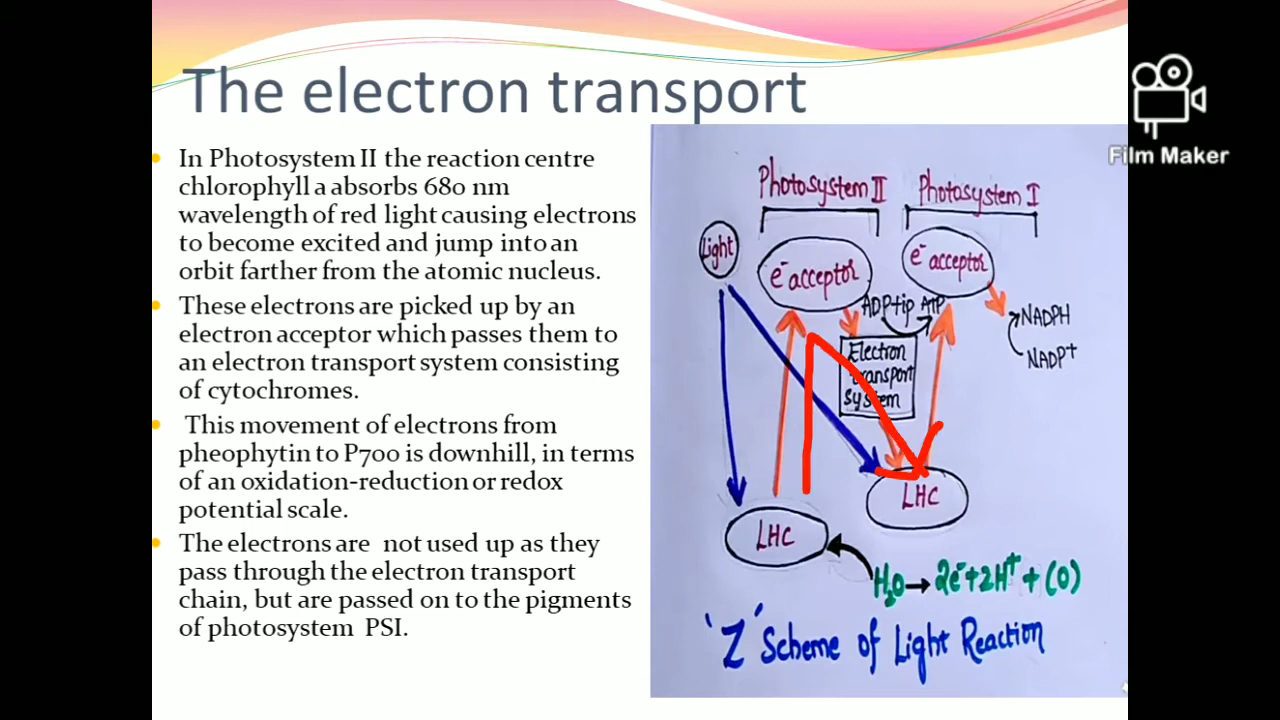 The electron transport
In Photosystem II the reaction centre
chlorophyll a absorbs 680 nm
wavelength of red light causing electrons
to become excited and jump into an
orbit farther from the atomic nucleus.
These electrons are picked up by an
electron acceptor which passes them to
an electron transport system consisting
of cytochromes.
This movement of electrons from
pheophytin to P700 is downhill, in terms
of an oxidation-reduction or redox
potential scale.
The electrons are not used up as they
pass through the electron transport
chain, but are passed on to the pigments
of photosystem PSI.
Photosystem II
Photosystem I
Light
e⁻ acceptor
e⁻ acceptor
ADP+ip ATP
NADPH
NADP+
Electron
transport
system
LHC
LHC
H₂O→2e⁻+2H⁺+(O)
'Z' Scheme of Light Reaction
Film Maker